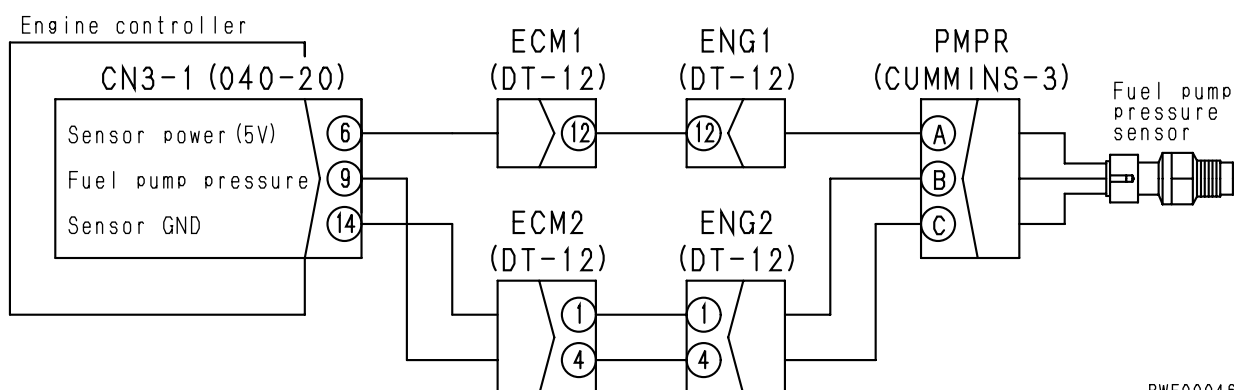 Engine controller
CN3-1 (040-20)
Sensor power (5V)
6
Fuel pump pressure
9
Sensor GND
14
ECM1
(DT-12)
12
ENG1
(DT-12)
12
ECM2
(DT-12)
1
4
ENG2
(DT-12)
1
4
PMPR
(CUMMINS-3)
A
B
C
Fuel pump
pressure
sensor